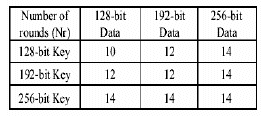 Number of rounds (Nr) 128-bit Data 192-bit Data 256-bit Data
128-bit Key 10 12 14
192-bit Key 12 12 14
256-bit Key 14 14 14